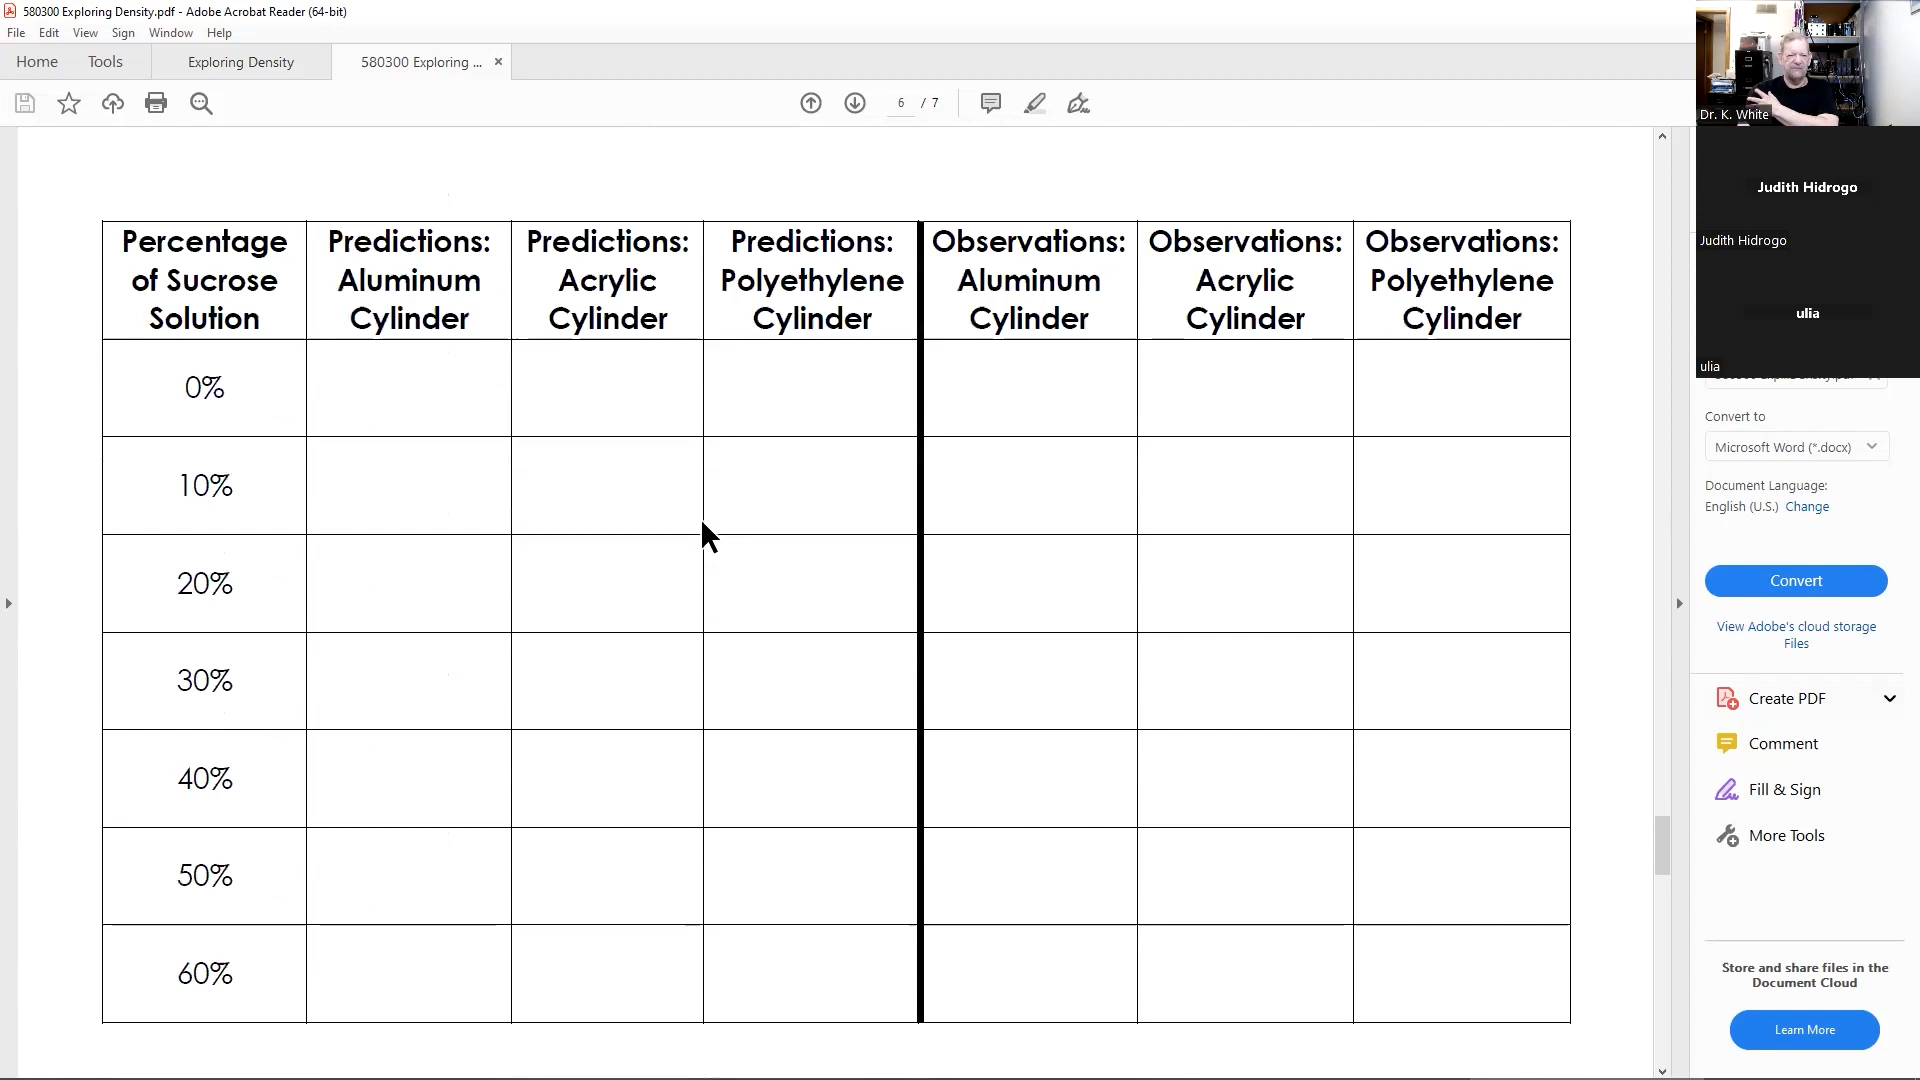 580300 Exploring Density.pdf - Adobe Acrobat Reader (64-bit)
File Edit View Sign Window Help
Home Tools Exploring Density 580300 Exploring ... ×
6 / 7
Dr. K. White
Judith Hidrogo
Judith Hidrogo
ulia
ulia
Percentage of Sucrose Solution
Predictions: Aluminum Cylinder
Predictions: Acrylic Cylinder
Predictions: Polyethylene Cylinder
Observations: Aluminum Cylinder
Observations: Acrylic Cylinder
Observations: Polyethylene Cylinder
0%
10%
20%
30%
40%
50%
60%
Convert to
Microsoft Word (*.docx)
Document Language:
English (U.S.) Change
Convert
View Adobe's cloud storage
Files
Create PDF
Comment
Fill & Sign
More Tools
Store and share files in the
Document Cloud
Learn More